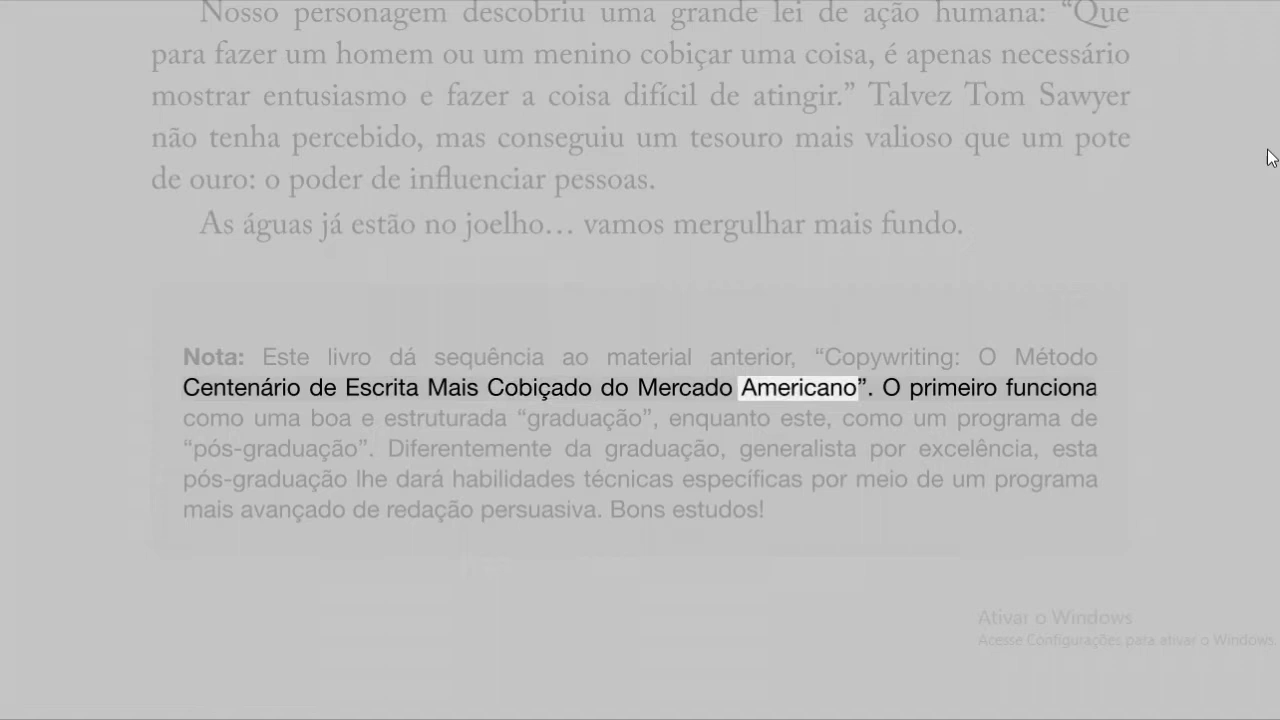 Nosso personagem descobriu uma grande lei de ação humana: “Que
para fazer um homem ou um menino cobiçar uma coisa, é apenas necessário
mostrar entusiasmo e fazer a coisa difícil de atingir.” Talvez Tom Sawyer
não tenha percebido, mas conseguiu um tesouro mais valioso que um pote
de ouro: o poder de influenciar pessoas.
As águas já estão no joelho… vamos mergulhar mais fundo.
Nota: Este livro dá sequência ao material anterior, “Copywriting: O Método
Centenário de Escrita Mais Cobiçado do Mercado Americano”. O primeiro funciona
como uma boa e estruturada “graduação”, enquanto este, como um programa de
“pós-graduação”. Diferentemente da graduação, generalista por excelência, esta
pós-graduação lhe dará habilidades técnicas específicas por meio de um programa
mais avançado de redação persuasiva. Bons estudos!
Ativar o Windows
Acesse Configurações para ativar o Windows.